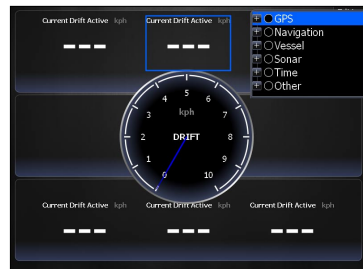 Current Drift Active kph
Current Drift Active kph
GPS
Navigation
Vessel
Sonar
Time
Other
4 5 6
3 kph 7
2 DRIFT 8
1 9
0 10
Current Drift Active kph
Current Drift Active kph
Current Drift Active kph